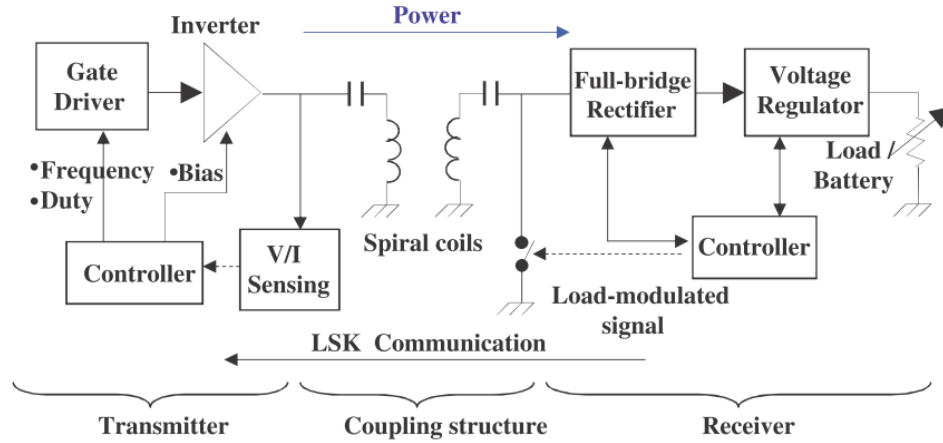 Power
Inverter
Gate
Driver
Full-bridge
Rectifier
Voltage
Regulator
•Frequency
•Duty
•Bias
Load /
Battery
Controller
V/I
Sensing
Spiral coils
Controller
Load-modulated
signal
LSK Communication
Transmitter
Coupling structure
Receiver